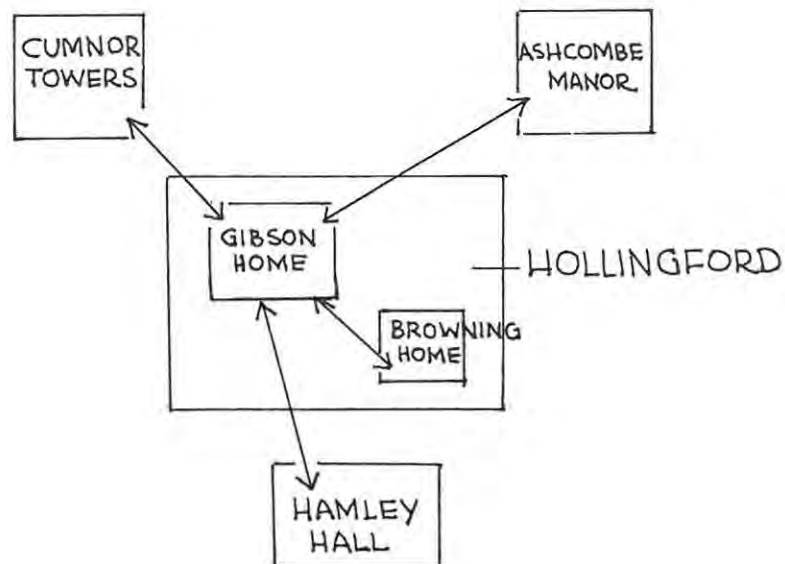 CUMNOR
TOWERS
ASHCOMBE
MANOR
GIBSON
HOME
HOLLINGFORD
BROWNING
HOME
HAMLEY
HALL